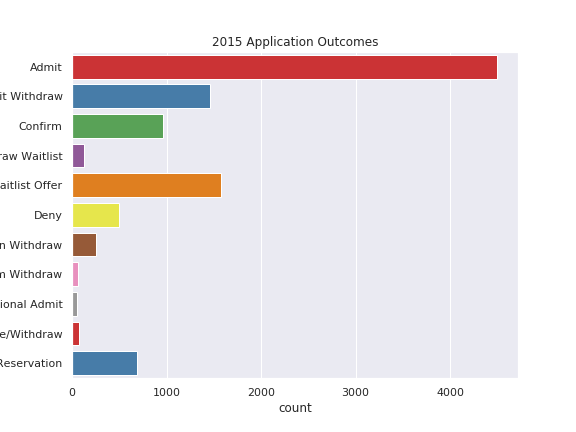 2015 Application Outcomes
Admit
it Withdraw
Confirm
raw Waitlist
aitlist Offer
Deny
n Withdraw
m Withdraw
ional Admit
e/Withdraw
Reservation
0 1000 2000 3000 4000
count